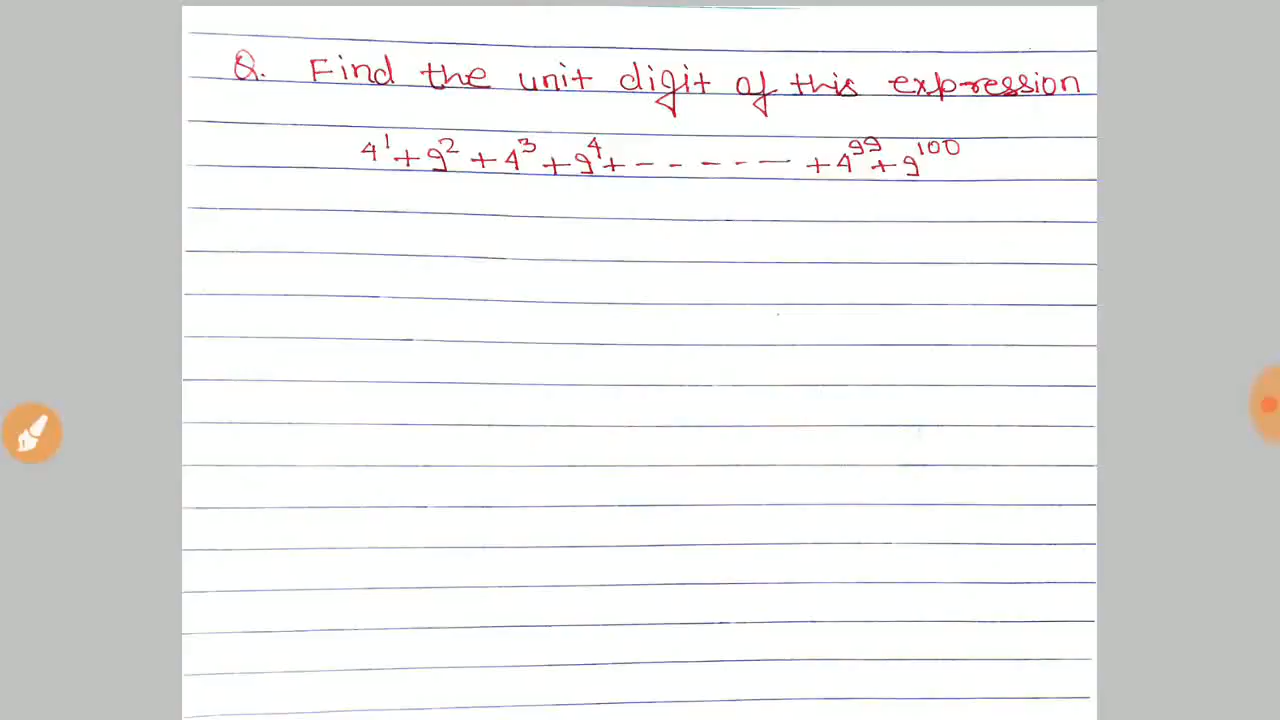 Q. Find the unit digit of this expression
4¹ + 9² + 4³ + 9⁴ + - - - - - - + 4⁹⁹ + 9¹⁰⁰